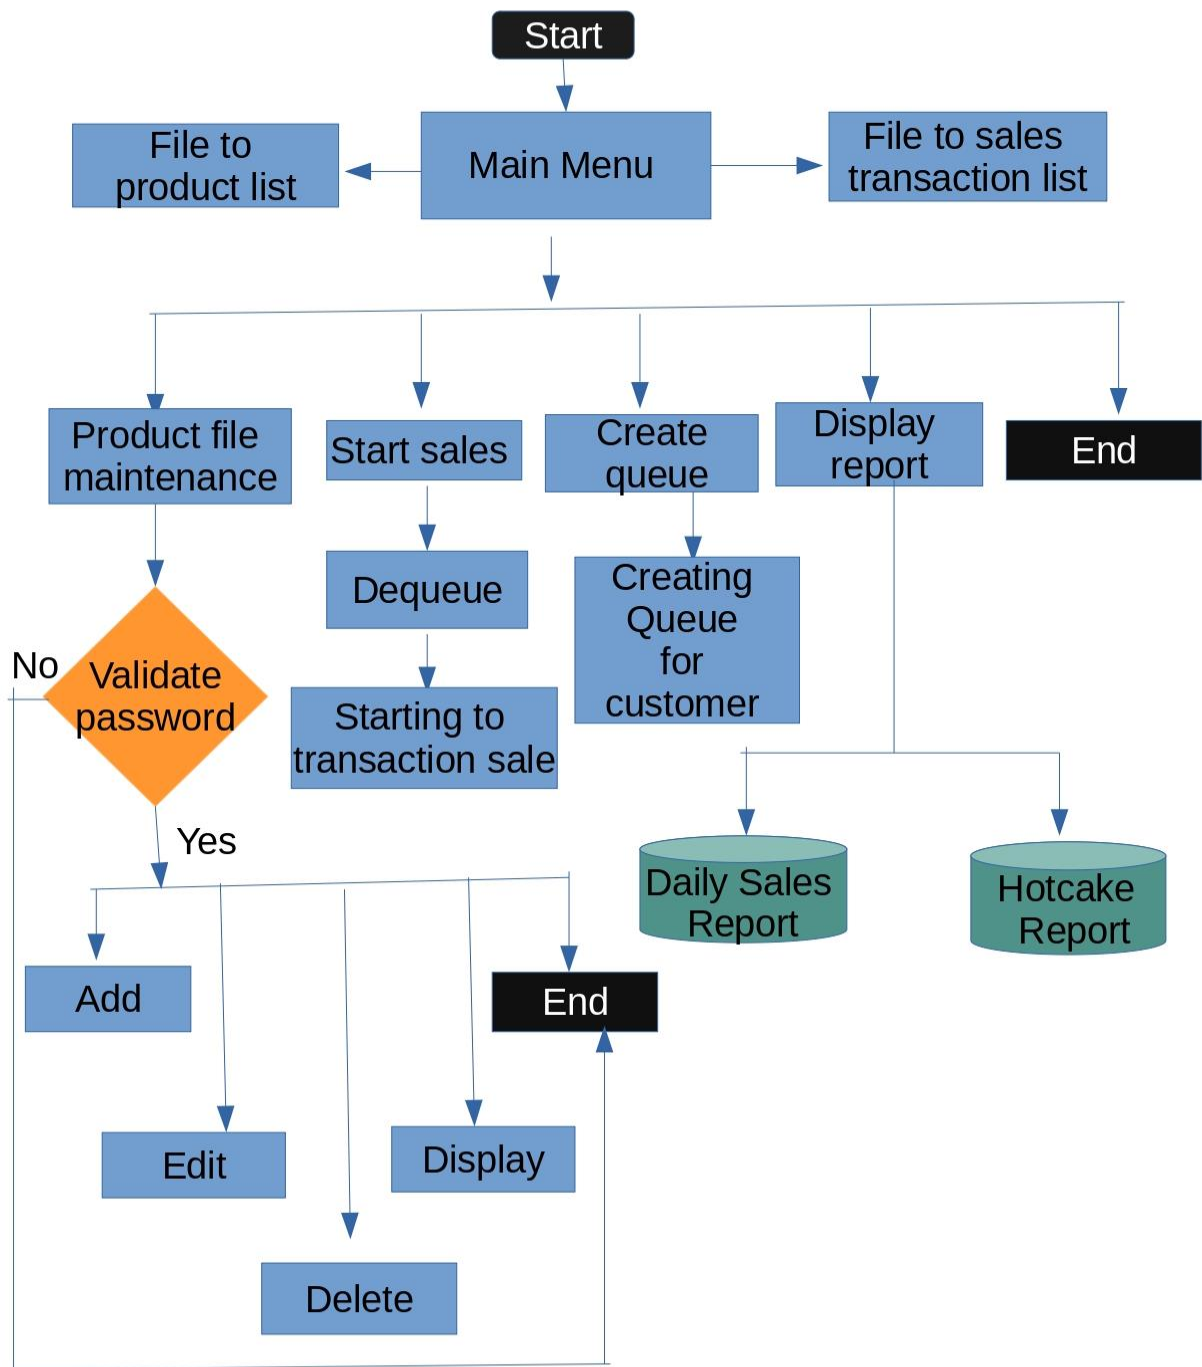 Start
File to
product list
Main Menu
File to sales
transaction list
Product file
maintenance
Start sales
Create
queue
Display
report
End
Dequeue
Creating
Queue
for
customer
No
Validate
password
Starting to
transaction sale
Yes
Daily Sales
Report
Hotcake
Report
Add
End
Edit
Display
Delete